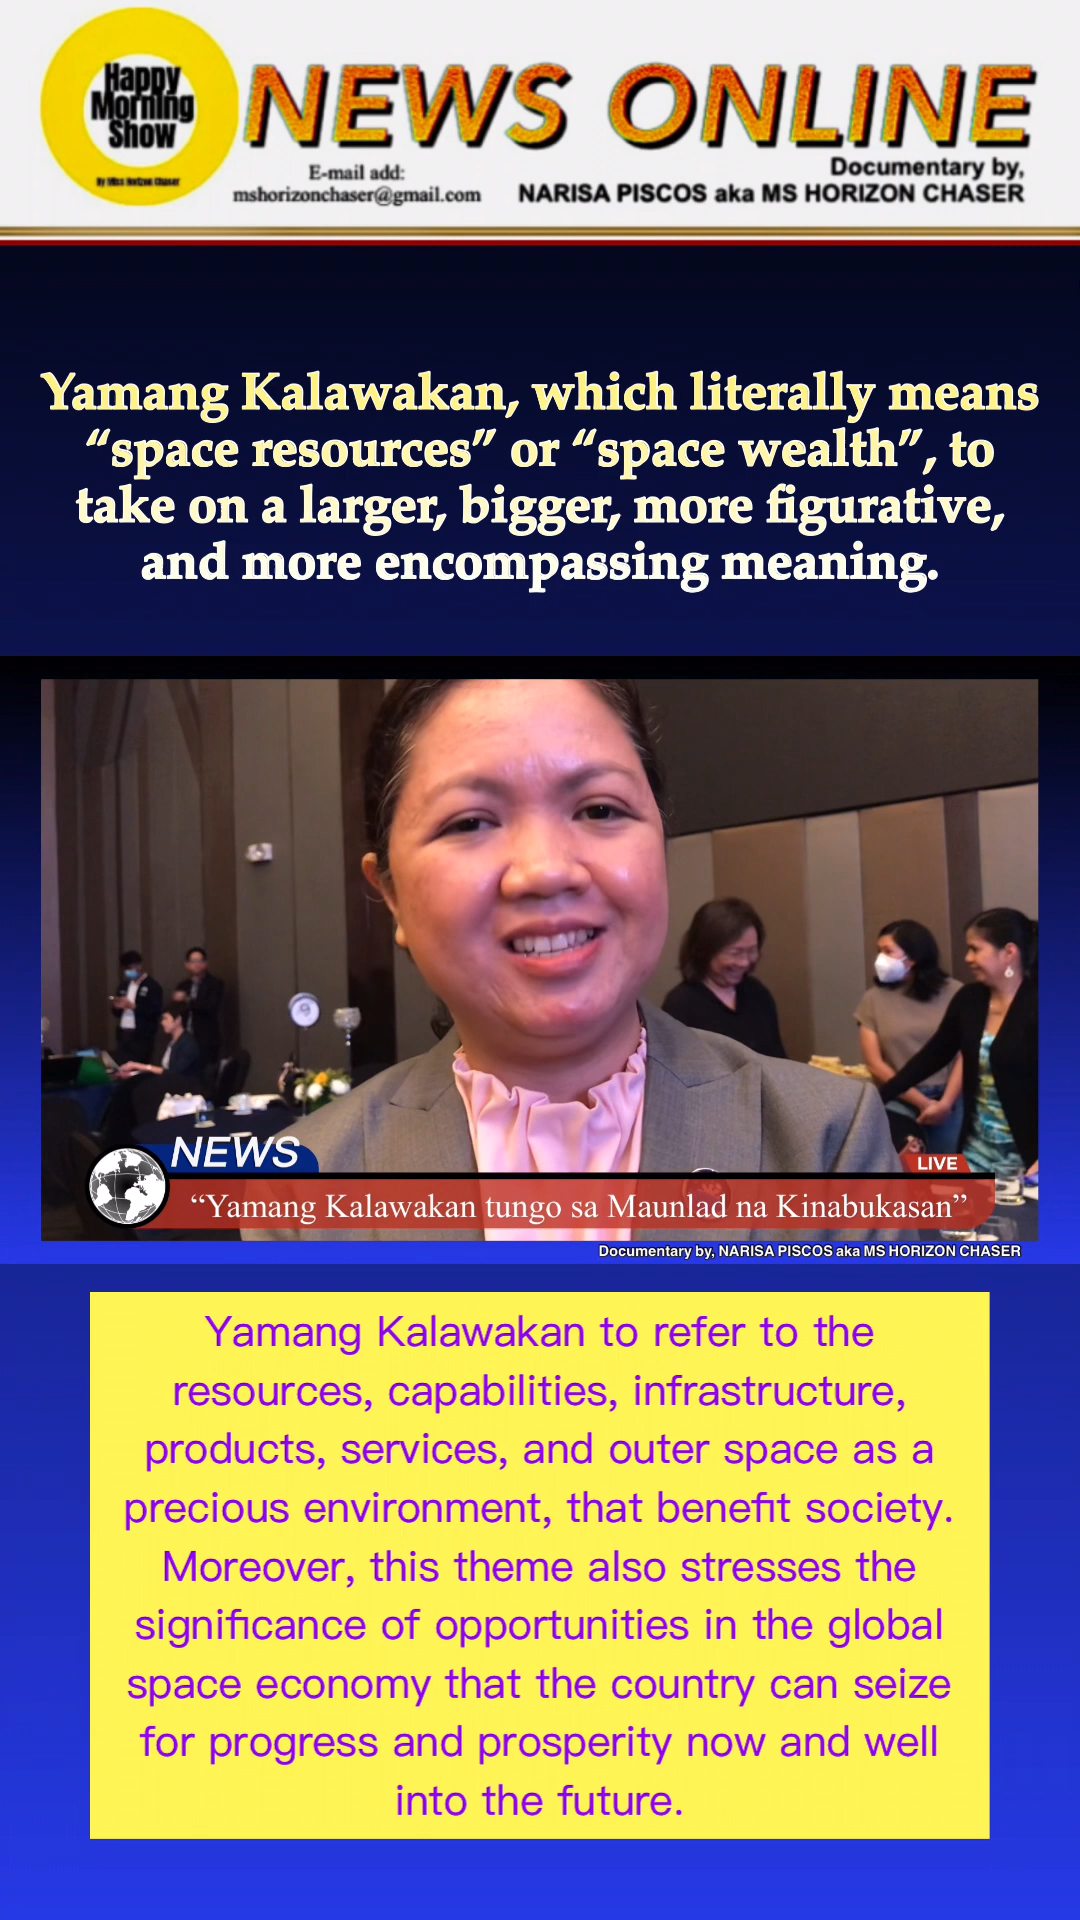 Happy
Morning
Show
By Miss Horizon Chaser
NEWS ONLINE
E-mail add:
mshorizonchaser@gmail.com
Documentary by,
NARISA PISCOS aka MS HORIZON CHASER
Yamang Kalawakan, which literally means
“space resources” or “space wealth”, to
take on a larger, bigger, more figurative,
and more encompassing meaning.
NEWS
LIVE
“Yamang Kalawakan tungo sa Maunlad na Kinabukasan”
Documentary by, NARISA PISCOS aka MS HORIZON CHASER
Yamang Kalawakan to refer to the
resources, capabilities, infrastructure,
products, services, and outer space as a
precious environment, that benefit society.
Moreover, this theme also stresses the
significance of opportunities in the global
space economy that the country can seize
for progress and prosperity now and well
into the future.